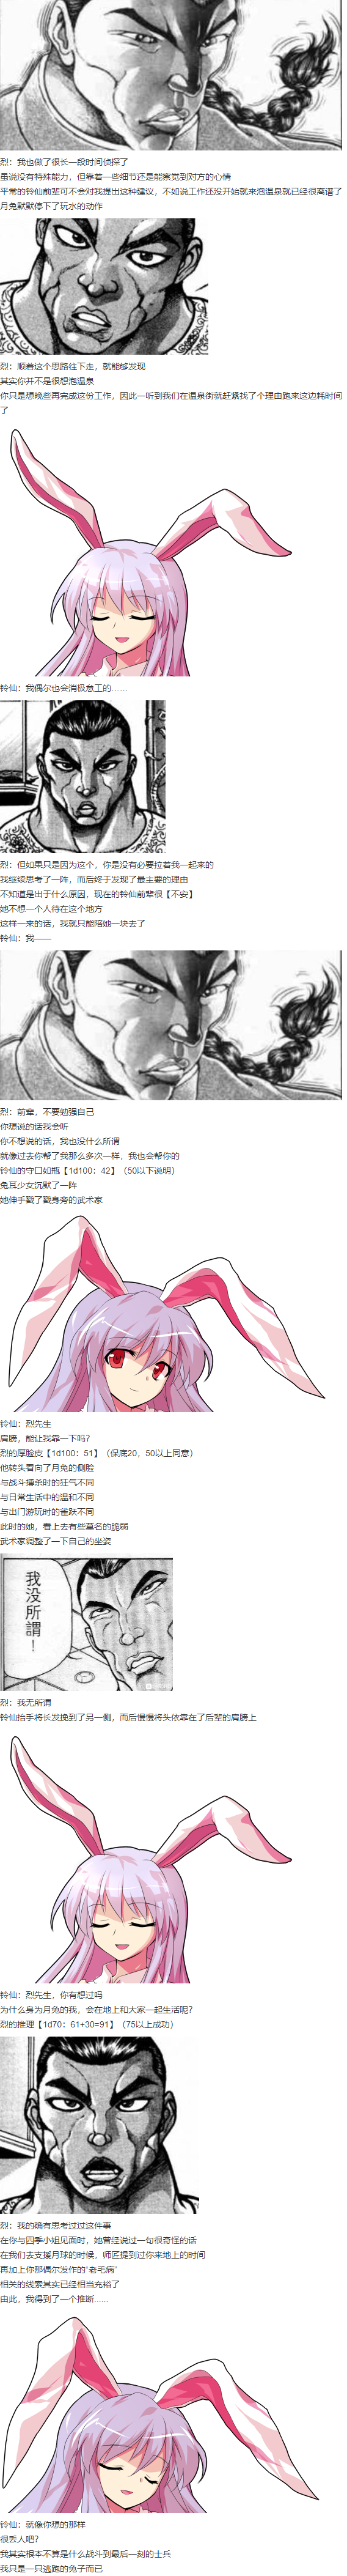 烈：我也做了很长一段时间侦探了
虽说没有特殊能力，但靠着一些细节还是能察觉到对方的心情
平常的铃仙前辈可不会对我提出这种建议，不如说工作还没开始就来泡温泉就已经很离谱了
月兔默默停下了玩水的动作
烈：顺着这个思路往下走，就能够发现
其实你并不是很想泡温泉
你只是想晚些再完成这份工作，因此一听到我们在温泉街就赶紧找了个理由跑来这边耗时间
了
铃仙：我偶尔也会消极怠工的……
烈：但如果只是因为这个，你是没有必要拉着我一起来的
我继续思考了一阵，而后终于发现了最主要的理由
不知道是出于什么原因，现在的铃仙前辈很【不安】
她不想一个人待在这个地方
这样一来的话，我就只能陪她一块去了
铃仙：我——
烈：前辈，不要勉强自己
你想说的话我会听
你不想说的话，我也没什么所谓
就像过去你帮了我那么多次一样，我也会帮你的
铃仙的守口如瓶【1d100：42】（50以下说明）
兔耳少女沉默了一阵
她伸手戳了戳身旁的武术家
铃仙：烈先生
肩膀，能让我靠一下吗？
烈的厚脸皮【1d100：51】（保底20，50以上同意）
他转头看向了月兔的侧脸
与战斗搏杀时的狂气不同
与日常生活中的温和不同
与出门游玩时的雀跃不同
此时的她，看上去有些莫名的脆弱
武术家调整了一下自己的坐姿
我没所謂！
烈：我无所谓
铃仙抬手将长发挽到了另一侧，而后慢慢将头依靠在了后辈的肩膀上
铃仙：烈先生，你有想过吗
为什么身为月兔的我，会在地上和大家一起生活呢？
烈的推理【1d70：61+30=91】（75以上成功）
烈：我的确有思考过过这件事
在你与四季小姐见面时，她曾经说过一句很奇怪的话
在我们去支援月球的时候，师匠提到过你来地上的时间
再加上你那偶尔发作的“老毛病”
相关的线索其实已经相当充裕了
由此，我得到了一个推断......
铃仙：就像你想的那样
很丢人吧？
我其实根本不算是什么战斗到最后一刻的士兵
我只是一只逃跑的兔子而已